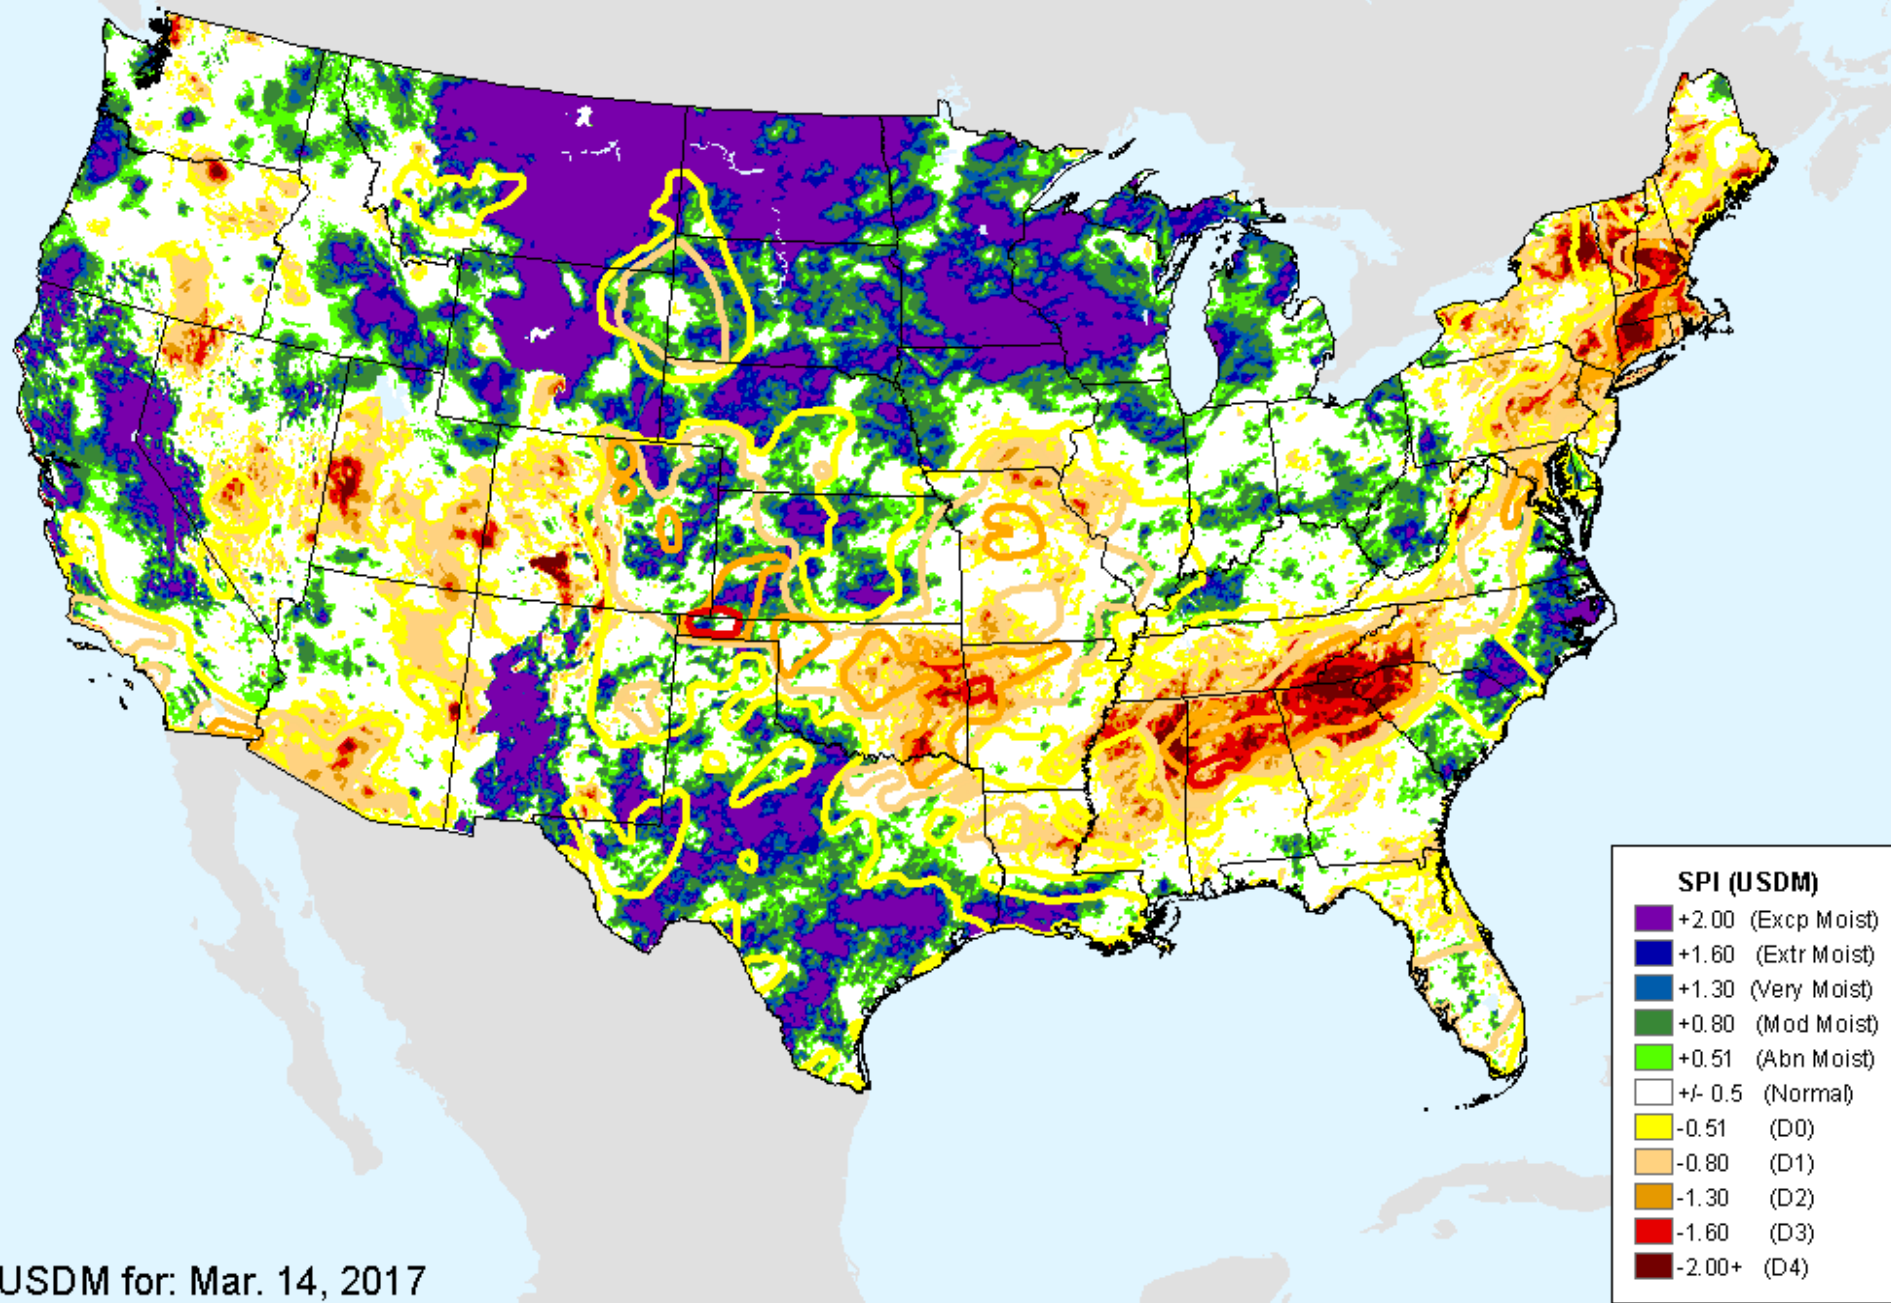 SPI (USDM)
+2.00 (Excp Moist)
+1.60 (Extr Moist)
+1.30 (Very Moist)
+0.80 (Mod Moist)
+0.51 (Abn Moist)
+/- 0.5 (Normal)
-0.51 (D0)
-0.80 (D1)
-1.30 (D2)
-1.60 (D3)
-2.00+ (D4)
USDM for: Mar. 14, 2017